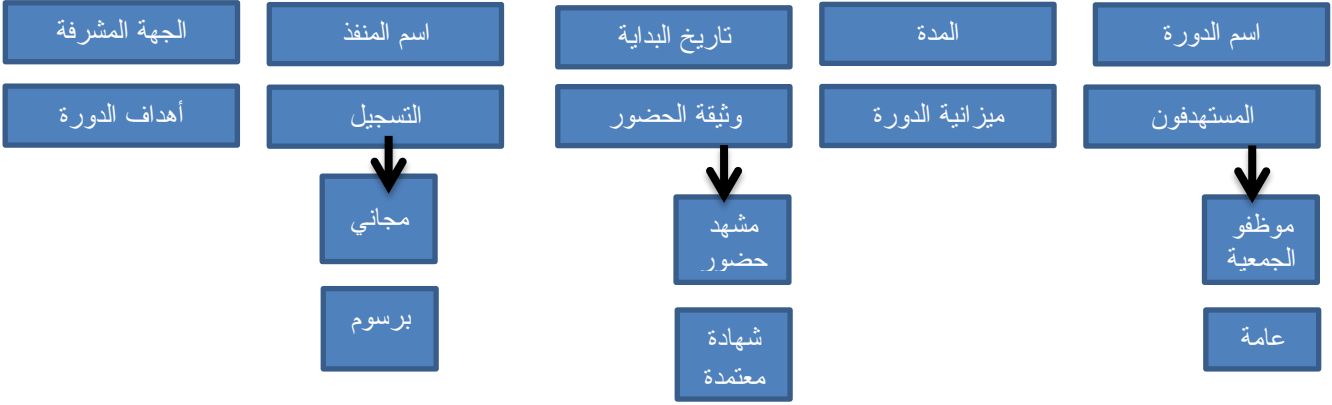 اسم الدورة
المدة
تاريخ البداية
اسم المنفذ
الجهة المشرفة
المستهدفون
ميزانية الدورة
وثيقة الحضور
التسجيل
أهداف الدورة
موظفو
الجمعية
مشهد
حضور
مجاني
عامة
شهادة
معتمدة
برسوم